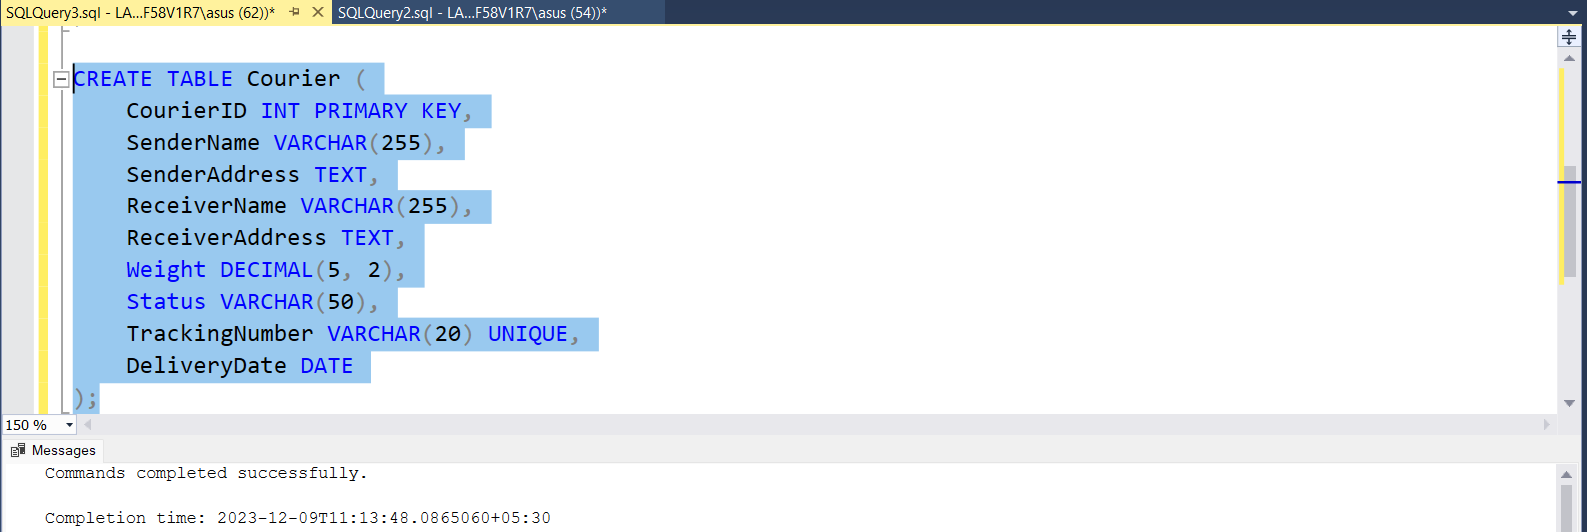 SQLQuery3.sql - LA...F58V1R7\asus (62))*
SQLQuery2.sql - LA...F58V1R7\asus (54))*
CREATE TABLE Courier (
CourierID INT PRIMARY KEY,
SenderName VARCHAR(255),
SenderAddress TEXT,
ReceiverName VARCHAR(255),
ReceiverAddress TEXT,
Weight DECIMAL(5, 2),
Status VARCHAR(50),
TrackingNumber VARCHAR(20) UNIQUE,
DeliveryDate DATE
);
150 %
Messages
Commands completed successfully.
Completion time: 2023-12-09T11:13:48.0865060+05:30